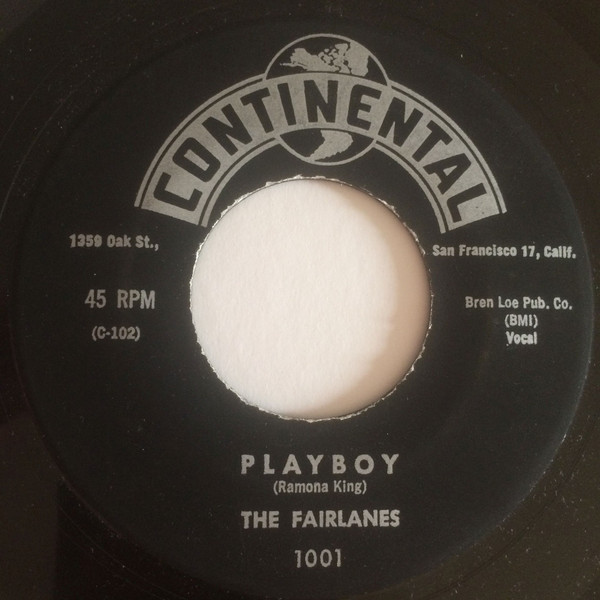 CONTINENTAL
1359 Oak St.,
San Francisco 17, Calif.
45 RPM
(C-102)
Bren Loe Pub. Co.
(BMI)
Vocal
PLAYBOY
(Ramona King)
THE FAIRLANES
1001